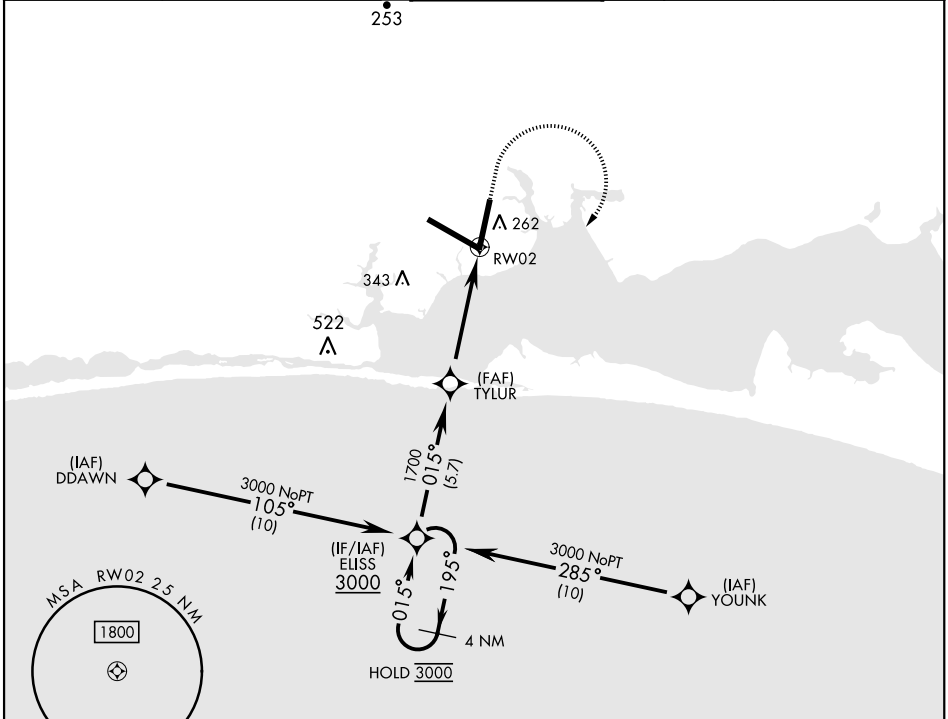 253
262
RW02
343
522
(FAF)
TYLUR
(IAF)
DDAWN
3000 NoPT
105°
(10)
1700
015°
(5.7)
(IF/IAF)
ELISS
3000
3000 NoPT
285°
(10)
(IAF)
YOUNK
015°
195°
4 NM
HOLD 3000
MSA RW02 25 NM
1800